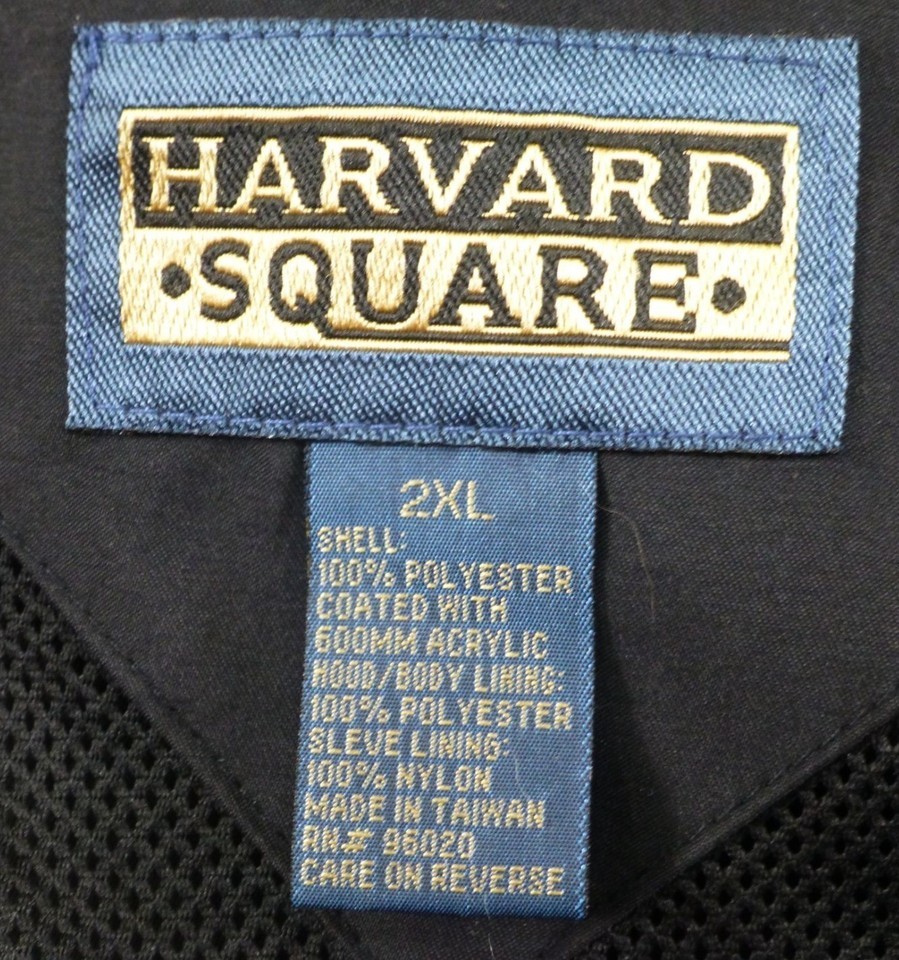 HARVARD
•SQUARE•
2XL
SHELL:
100% POLYESTER
COATED WITH
600MM ACRYLIC
HOOD/BODY LINING:
100% POLYESTER
SLEVE LINING:
100% NYLON
MADE IN TAIWAN
RN# 96020
CARE ON REVERSE